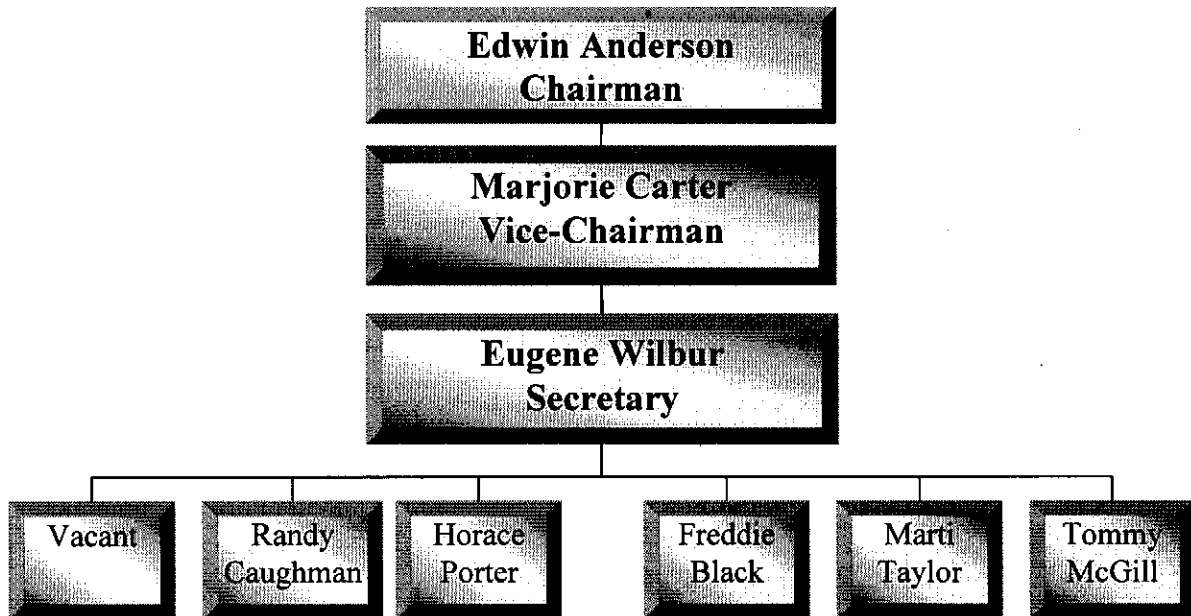 Edwin Anderson
Chairman
Marjorie Carter
Vice-Chairman
Eugene Wilbur
Secretary
Vacant
Randy
Caughman
Horace
Porter
Freddie
Black
Marti
Taylor
Tommy
McGill